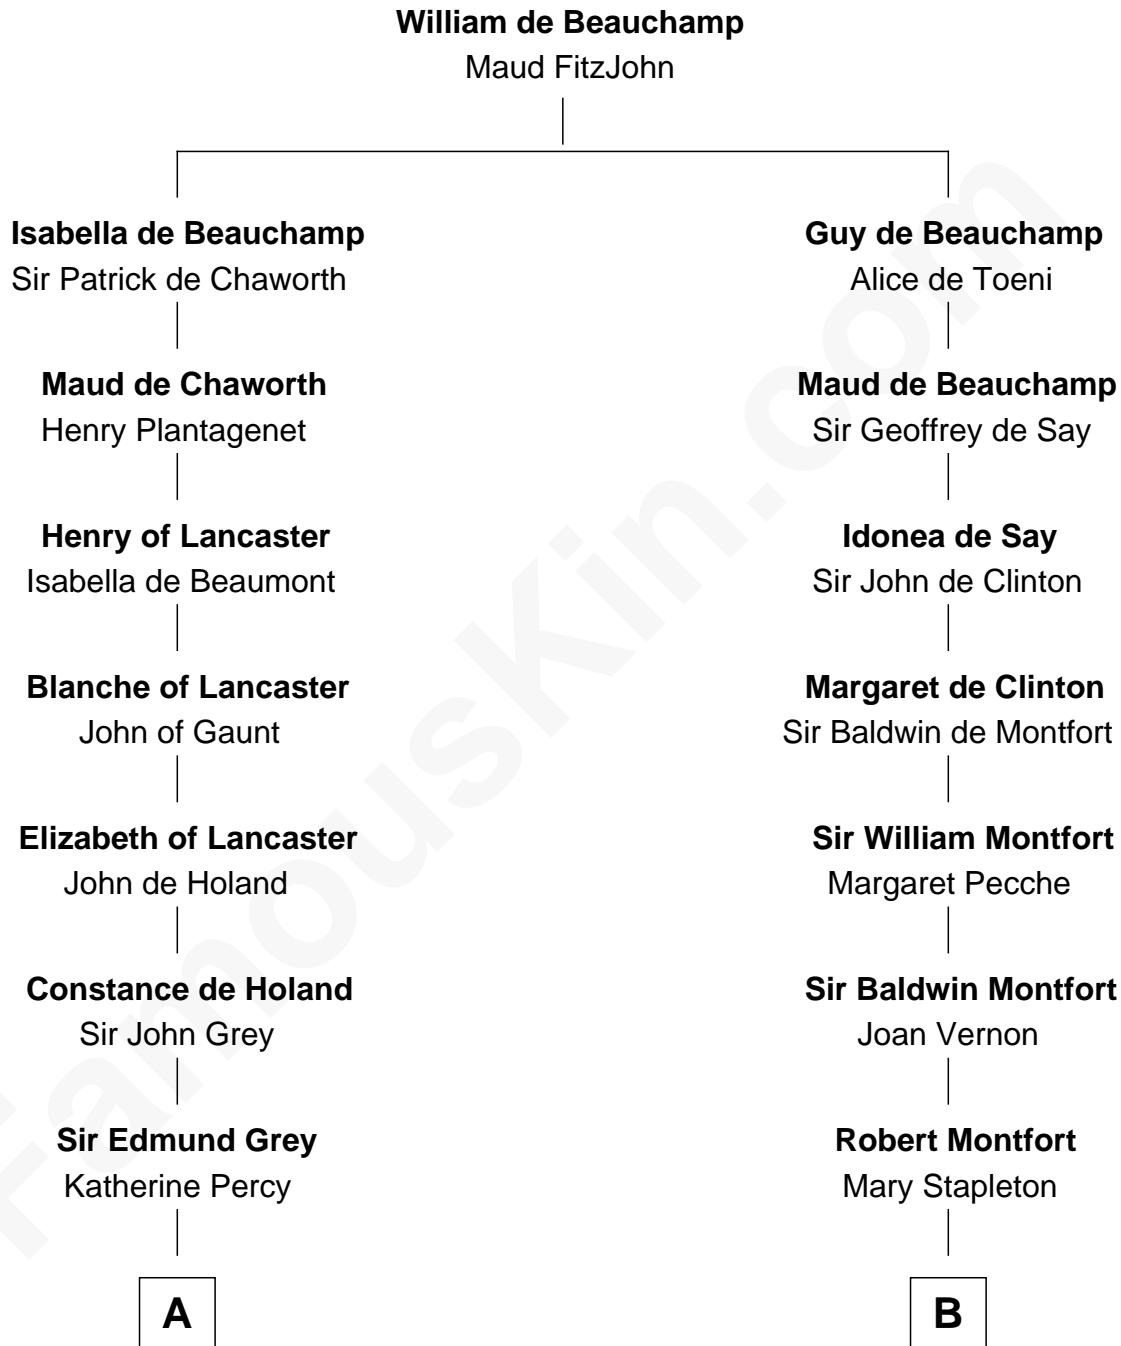 William de Beauchamp
Maud FitzJohn
Isabella de Beauchamp
Sir Patrick de Chaworth
Guy de Beauchamp
Alice de Toeni
Maud de Chaworth
Henry Plantagenet
Maud de Beauchamp
Sir Geoffrey de Say
Henry of Lancaster
Isabella de Beaumont
Idonea de Say
Sir John de Clinton
Blanche of Lancaster
John of Gaunt
Margaret de Clinton
Sir Baldwin de Montfort
Elizabeth of Lancaster
John de Holand
Sir William Montfort
Margaret Pecche
Constance de Holand
Sir John Grey
Sir Baldwin Montfort
Joan Vernon
Sir Edmund Grey
Katherine Percy
Robert Montfort
Mary Stapleton
A
B
FamousKin.com